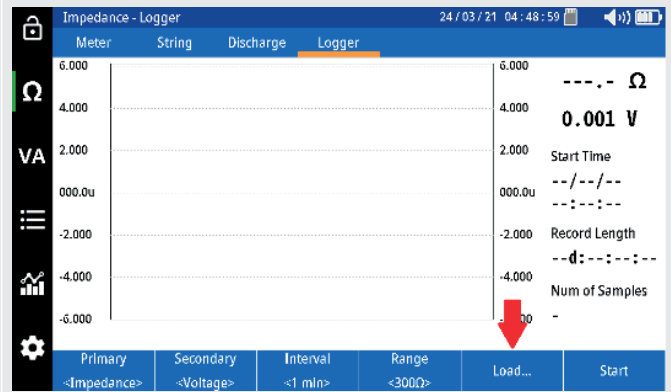 Impedance - Logger 24/03/21 04:48:59
Meter String Discharge Logger
Ω
VA
6.000
4.000
2.000
000.0u
-2.000
-4.000
-6.000
6.000
4.000
2.000
000.0u
-2.000
-4.000
---.- Ω
0.001 V
Start Time
--/--/--
--:--:--
Record Length
--d:--:--:--
Num of Samples
-
Primary
<Impedance>
Secondary
<Voltage>
Interval
<1 min>
Range
<300Ω>
Load...
Start